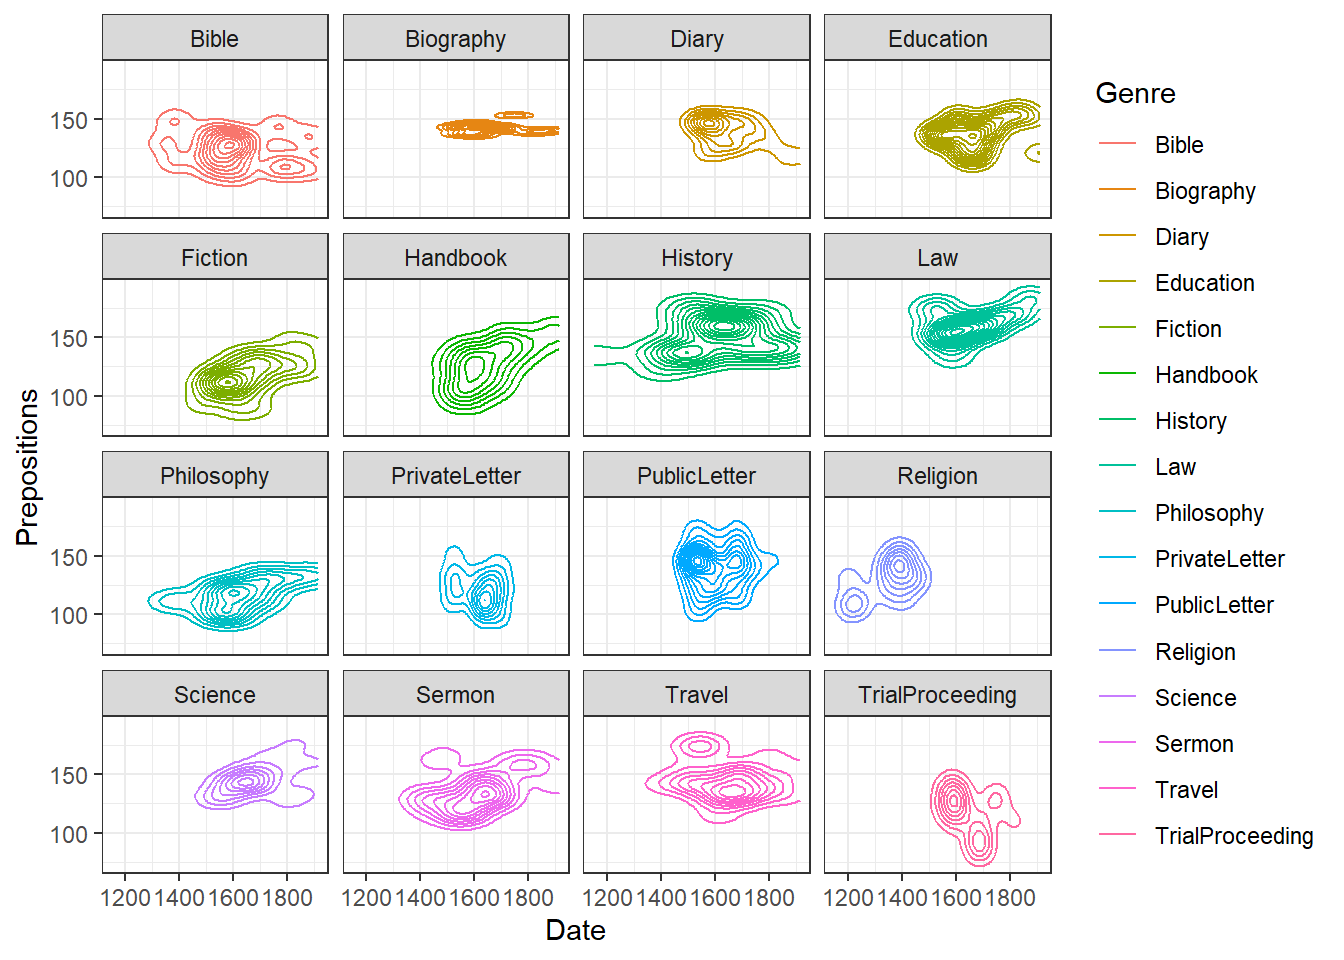 Bible Biography Diary Education
150
100
Fiction Handbook History Law
150
100
Philosophy PrivateLetter PublicLetter Religion
150
100
Science Sermon Travel TrialProceeding
150
100
1200 1400 1600 1800 1200 1400 1600 1800 1200 1400 1600 1800 1200 1400 1600 1800
Date
Prepositions
Genre
Bible
Biography
Diary
Education
Fiction
Handbook
History
Law
Philosophy
PrivateLetter
PublicLetter
Religion
Science
Sermon
Travel
TrialProceeding